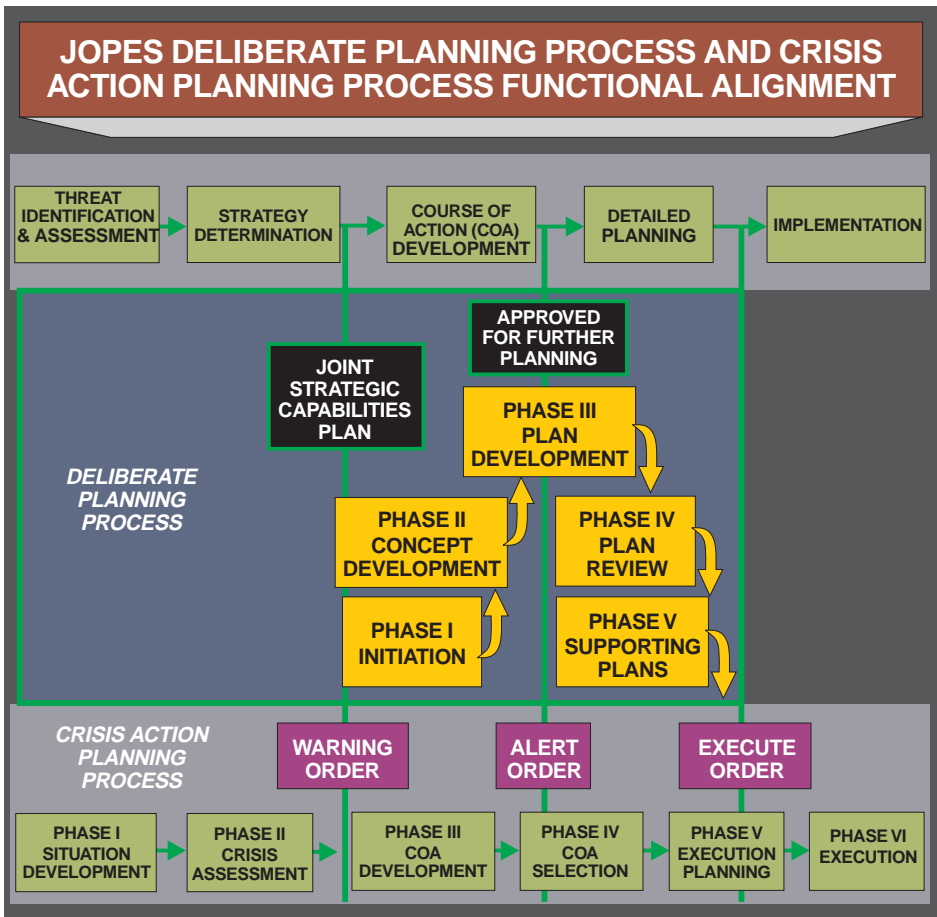 JOPES DELIBERATE PLANNING PROCESS AND CRISIS
ACTION PLANNING PROCESS FUNCTIONAL ALIGNMENT
THREAT
IDENTIFICATION
& ASSESSMENT
STRATEGY
DETERMINATION
COURSE OF
ACTION (COA)
DEVELOPMENT
DETAILED
PLANNING
IMPLEMENTATION
JOINT
STRATEGIC
CAPABILITIES
PLAN
APPROVED
FOR FURTHER
PLANNING
DELIBERATE
PLANNING
PROCESS
PHASE I
INITIATION
PHASE II
CONCEPT
DEVELOPMENT
PHASE III
PLAN
DEVELOPMENT
PHASE IV
PLAN
REVIEW
PHASE V
SUPPORTING
PLANS
CRISIS ACTION
PLANNING
PROCESS
WARNING
ORDER
ALERT
ORDER
EXECUTE
ORDER
PHASE I
SITUATION
DEVELOPMENT
PHASE II
CRISIS
ASSESSMENT
PHASE III
COA
DEVELOPMENT
PHASE IV
COA
SELECTION
PHASE V
EXECUTION
PLANNING
PHASE VI
EXECUTION